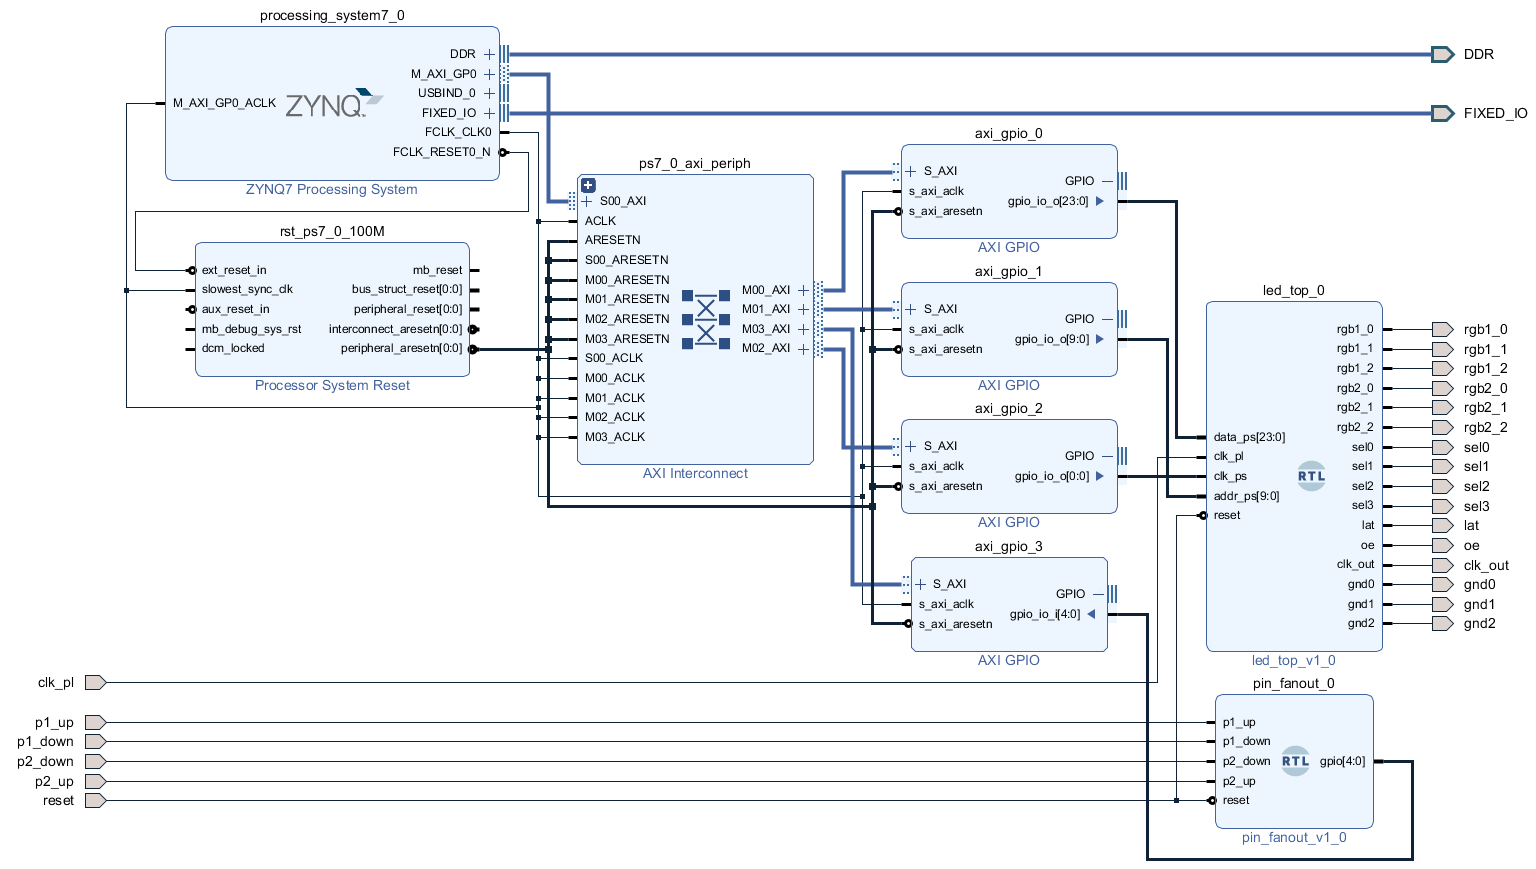 processing_system7_0
DDR
M_AXI_GP0
M_AXI_GP0_ACLK
ZYNQ
USBIND_0
FIXED_IO
FCLK_CLK0
FCLK_RESET0_N
ZYNQ7 Processing System
DDR
FIXED_IO
rst_ps7_0_100M
ext_reset_in
mb_reset
slowest_sync_clk
bus_struct_reset[0:0]
aux_reset_in
peripheral_reset[0:0]
mb_debug_sys_rst
interconnect_aresetn[0:0]
dcm_locked
peripheral_aresetn[0:0]
Processor System Reset
ps7_0_axi_periph
S00_AXI
ACLK
ARESETN
S00_ARESETN
M00_ARESETN
M01_ARESETN
M02_ARESETN
M03_ARESETN
S00_ACLK
M00_ACLK
M01_ACLK
M02_ACLK
M03_ACLK
M00_AXI
M01_AXI
M03_AXI
M02_AXI
AXI Interconnect
axi_gpio_0
S_AXI
s_axi_aclk
s_axi_aresetn
GPIO
gpio_io_o[23:0]
AXI GPIO
axi_gpio_1
S_AXI
s_axi_aclk
s_axi_aresetn
GPIO
gpio_io_o[9:0]
AXI GPIO
axi_gpio_2
S_AXI
s_axi_aclk
s_axi_aresetn
GPIO
gpio_io_o[0:0]
AXI GPIO
axi_gpio_3
S_AXI
s_axi_aclk
s_axi_aresetn
GPIO
gpio_io_i[4:0]
AXI GPIO
led_top_0
data_ps[23:0]
clk_pl
clk_ps
addr_ps[9:0]
reset
RTL
rgb1_0
rgb1_1
rgb1_2
rgb2_0
rgb2_1
rgb2_2
sel0
sel1
sel2
sel3
lat
oe
clk_out
gnd0
gnd1
gnd2
led_top_v1_0
rgb1_0
rgb1_1
rgb1_2
rgb2_0
rgb2_1
rgb2_2
sel0
sel1
sel2
sel3
lat
oe
clk_out
gnd0
gnd1
gnd2
clk_pl
p1_up
p1_down
p2_down
p2_up
reset
pin_fanout_0
p1_up
p1_down
p2_down
p2_up
reset
RTL
gpio[4:0]
pin_fanout_v1_0